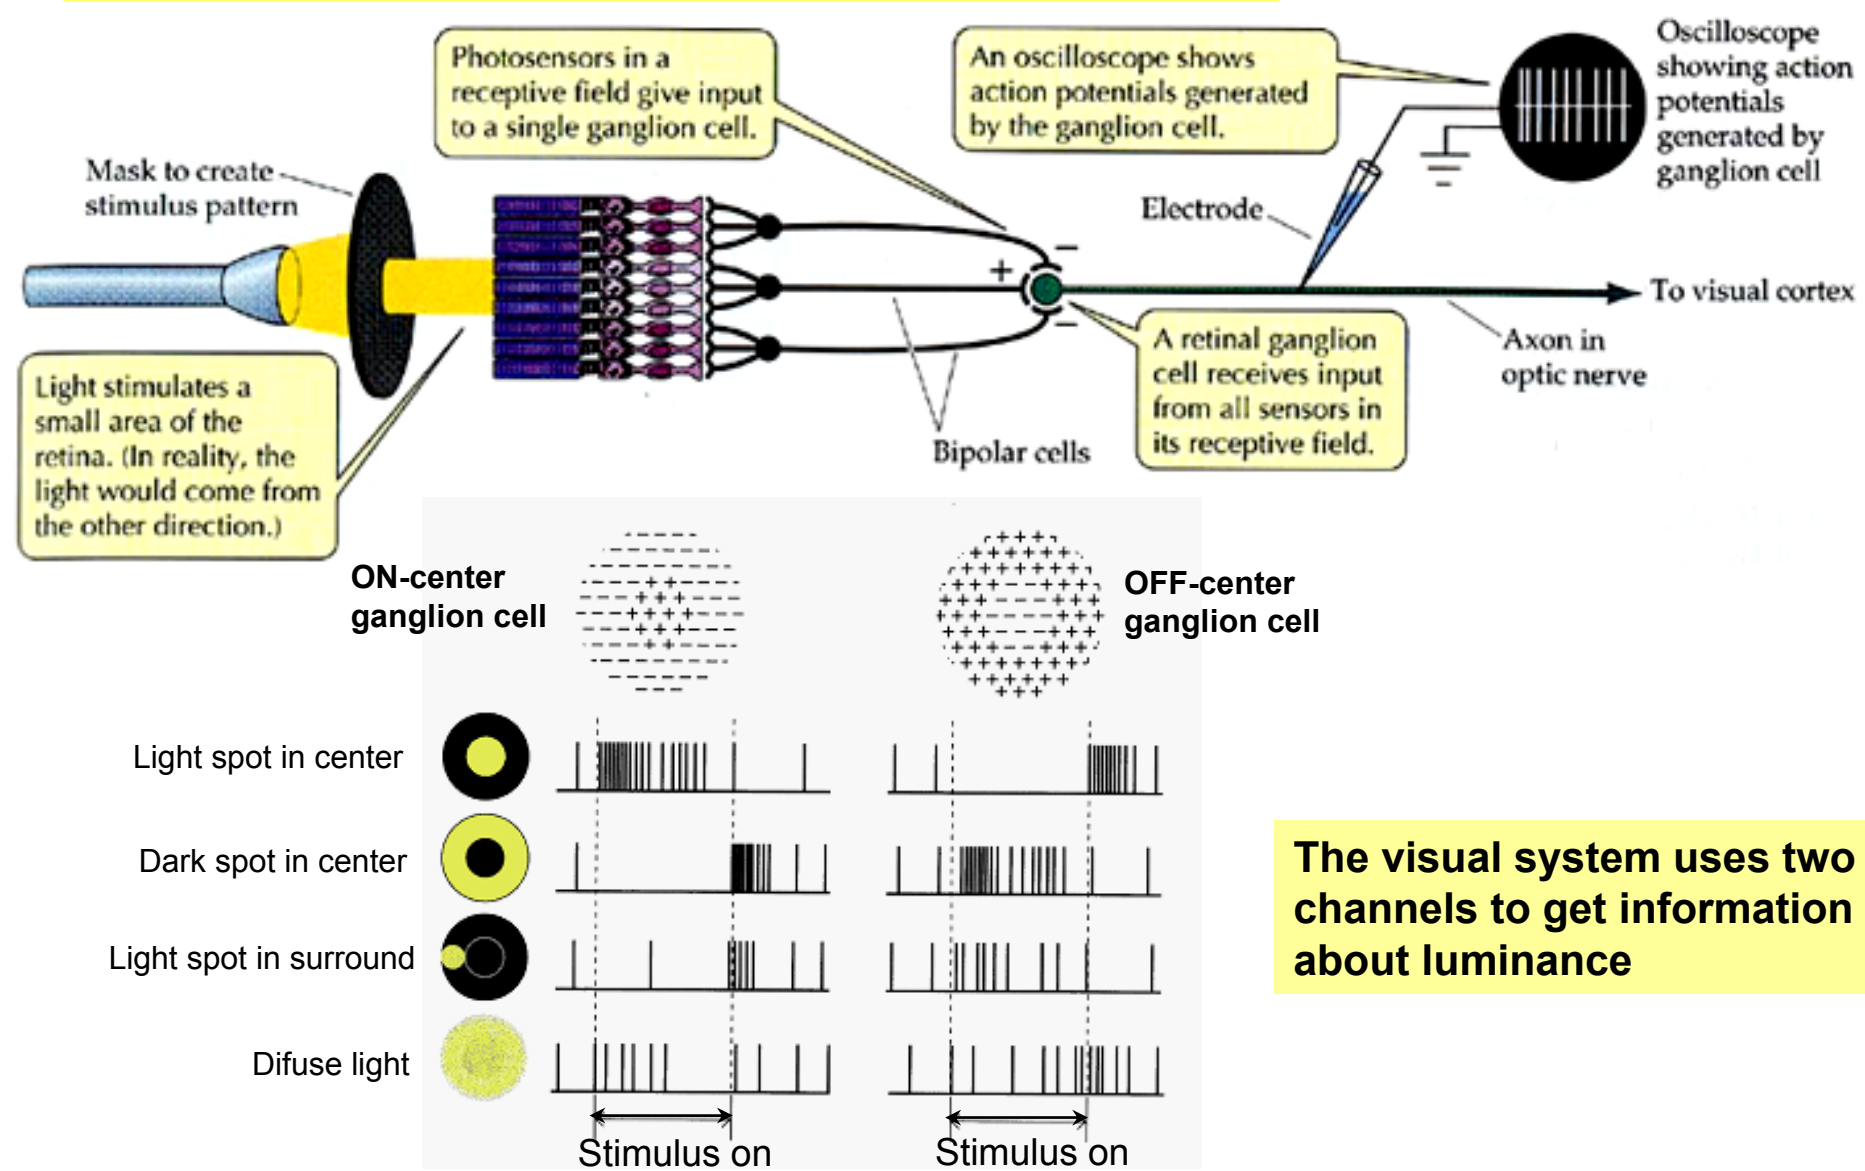 Photosensors in a
receptive field give input
to a single ganglion cell.
An oscilloscope shows
action potentials generated
by the ganglion cell.
Oscilloscope
showing action
potentials
generated by
ganglion cell
Mask to create
stimulus pattern
Electrode
+
−
−
To visual cortex
Light stimulates a
small area of the
retina. (In reality, the
light would come from
the other direction.)
Bipolar cells
A retinal ganglion
cell receives input
from all sensors in
its receptive field.
Axon in
optic nerve
ON-center
ganglion cell
OFF-center
ganglion cell
Light spot in center
Dark spot in center
Light spot in surround
Difuse light
Stimulus on
Stimulus on
The visual system uses two
channels to get information
about luminance